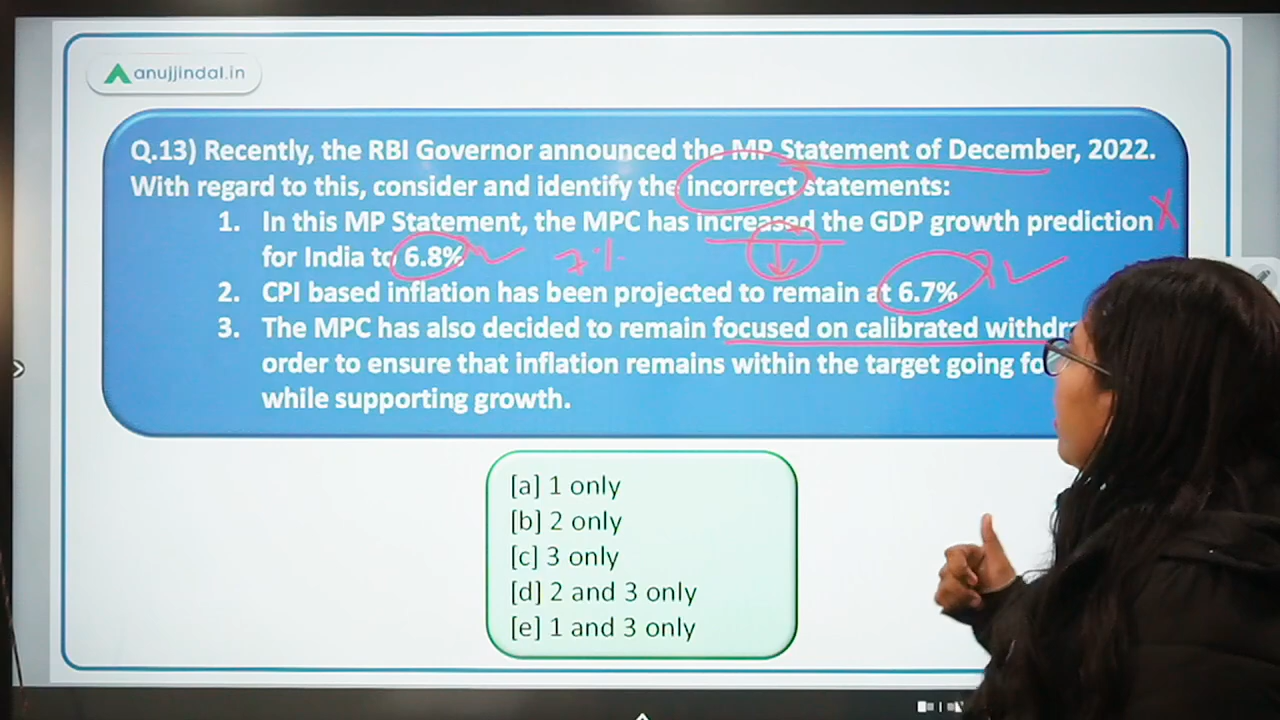 anujjindal.in
Q.13) Recently, the RBI Governor announced the MP Statement of December, 2022.
With regard to this, consider and identify the incorrect statements:
1. In this MP Statement, the MPC has increased the GDP growth prediction X
for India to 6.8% 7%
2. CPI based inflation has been projected to remain at 6.7%
3. The MPC has also decided to remain focused on calibrated
order to ensure that inflation remains within the target going
while supporting growth.
[a] 1 only
[b] 2 only
[c] 3 only
[d] 2 and 3 only
[e] 1 and 3 only